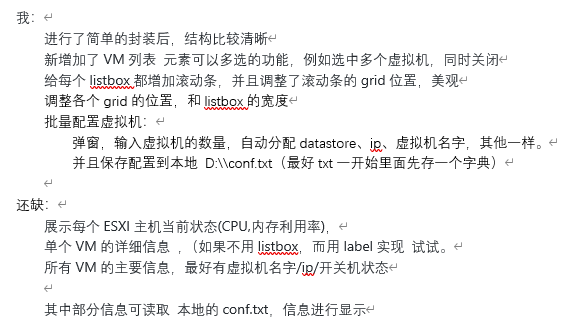 我：
进行了简单的封装后，结构比较清晰
新增加了 VM 列表 元素可以多选的功能，例如选中多个虚拟机，同时关闭
给每个 listbox 都增加滚动条，并且调整了滚动条的 grid 位置，美观
调整各个 grid 的位置，和 listbox 的宽度
批量配置虚拟机：
弹窗，输入虚拟机的数量，自动分配 datastore、ip、虚拟机名字，其他一样。
并且保存配置到本地 D:\\conf.txt（最好 txt 一开始里面先存一个字典）
还缺：
展示每个 ESXI 主机当前状态(CPU,内存利用率)，
单个 VM 的详细信息 ，（如果不用 listbox，而用 label 实现 试试。
所有 VM 的主要信息，最好有虚拟机名字/ip/开关机状态
其中部分信息可读取 本地的 conf.txt，信息进行显示